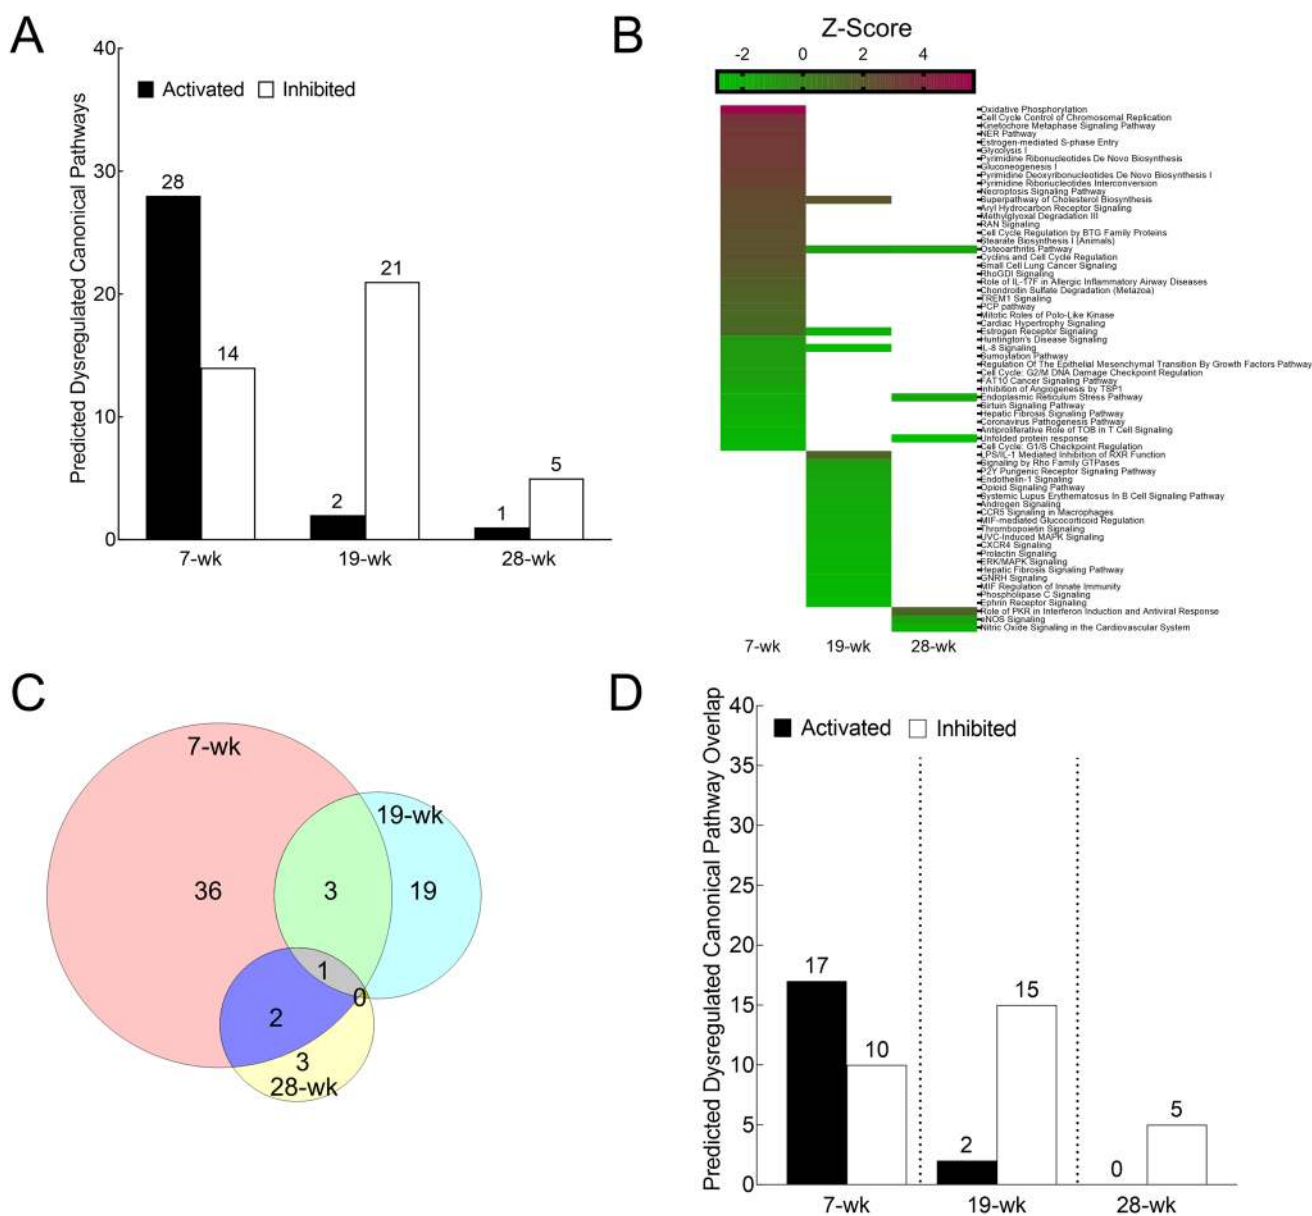 A
40
Activated Inhibited
30
20
10
0
Predicted Dysregulated Canonical Pathways
28
14
2
21
1
5
7-wk 19-wk 28-wk
B
Z-Score
-2 0 2 4
Oxidative Phosphorylation
Cell Cycle Control of Chromosomal Replication
Kinetochore Metaphase Signaling Pathway
NER Pathway
Estrogen-mediated S-phase Entry
Glycolysis I
Pyrimidine Ribonucleotides De Novo Biosynthesis
Gluconeogenesis I
Pyrimidine Deoxyribonucleotides De Novo Biosynthesis I
Pyrimidine Ribonucleotides Interconversion
Necroptosis Signaling Pathway
Superpathway of Cholesterol Biosynthesis
Aryl Hydrocarbon Receptor Signaling
Methylglyoxal Degradation III
RAN Signaling
Cell Cycle Regulation by BTG Family Proteins
Stearate Biosynthesis I (Animals)
Osteoarthritis Pathway
Cyclins and Cell Cycle Regulation
Small Cell Lung Cancer Signaling
RhoGDI Signaling
Role of IL-17F in Allergic Inflammatory Airway Diseases
Chondroitin Sulfate Degradation (Metazoa)
TREM1 Signaling
PCP pathway
Mitotic Roles of Polo-Like Kinase
Cardiac Hypertrophy Signaling
Estrogen Receptor Signaling
Huntington's Disease Signaling
IL-8 Signaling
Sumoylation Pathway
Regulation Of The Epithelial Mesenchymal Transition By Growth Factors Pathway
Cell Cycle: G2/M DNA Damage Checkpoint Regulation
FAT10 Cancer Signaling Pathway
Inhibition of Angiogenesis by TSP1
Endoplasmic Reticulum Stress Pathway
Sirtuin Signaling Pathway
Hepatic Fibrosis Signaling Pathway
Coronavirus Pathogenesis Pathway
Antiproliferative Role of TOB in T Cell Signaling
Unfolded protein response
Cell Cycle: G1/S Checkpoint Regulation
LPS/IL-1 Mediated Inhibition of RXR Function
Signaling by Rho Family GTPases
P2Y Purigenic Receptor Signaling Pathway
Endothelin-1 Signaling
Opioid Signaling Pathway
Systemic Lupus Erythematosus In B Cell Signaling Pathway
Androgen Signaling
CCR5 Signaling in Macrophages
MIF-mediated Glucocorticoid Regulation
Thrombopoietin Signaling
UVC-Induced MAPK Signaling
CXCR4 Signaling
Prolactin Signaling
ERK/MAPK Signaling
Hepatic Fibrosis Signaling Pathway
GNRH Signaling
MIF Regulation of Innate Immunity
Phospholipase C Signaling
Ephrin Receptor Signaling
Role of PKR in Interferon Induction and Antiviral Response
eNOS Signaling
Nitric Oxide Signaling in the Cardiovascular System
7-wk 19-wk 28-wk
C
7-wk
19-wk
36
3
19
1
0
2
3
28-wk
D
40
Activated Inhibited
35
30
25
20
15
10
5
0
Predicted Dysregulated Canonical Pathway Overlap
17
10
2
15
0
5
7-wk 19-wk 28-wk